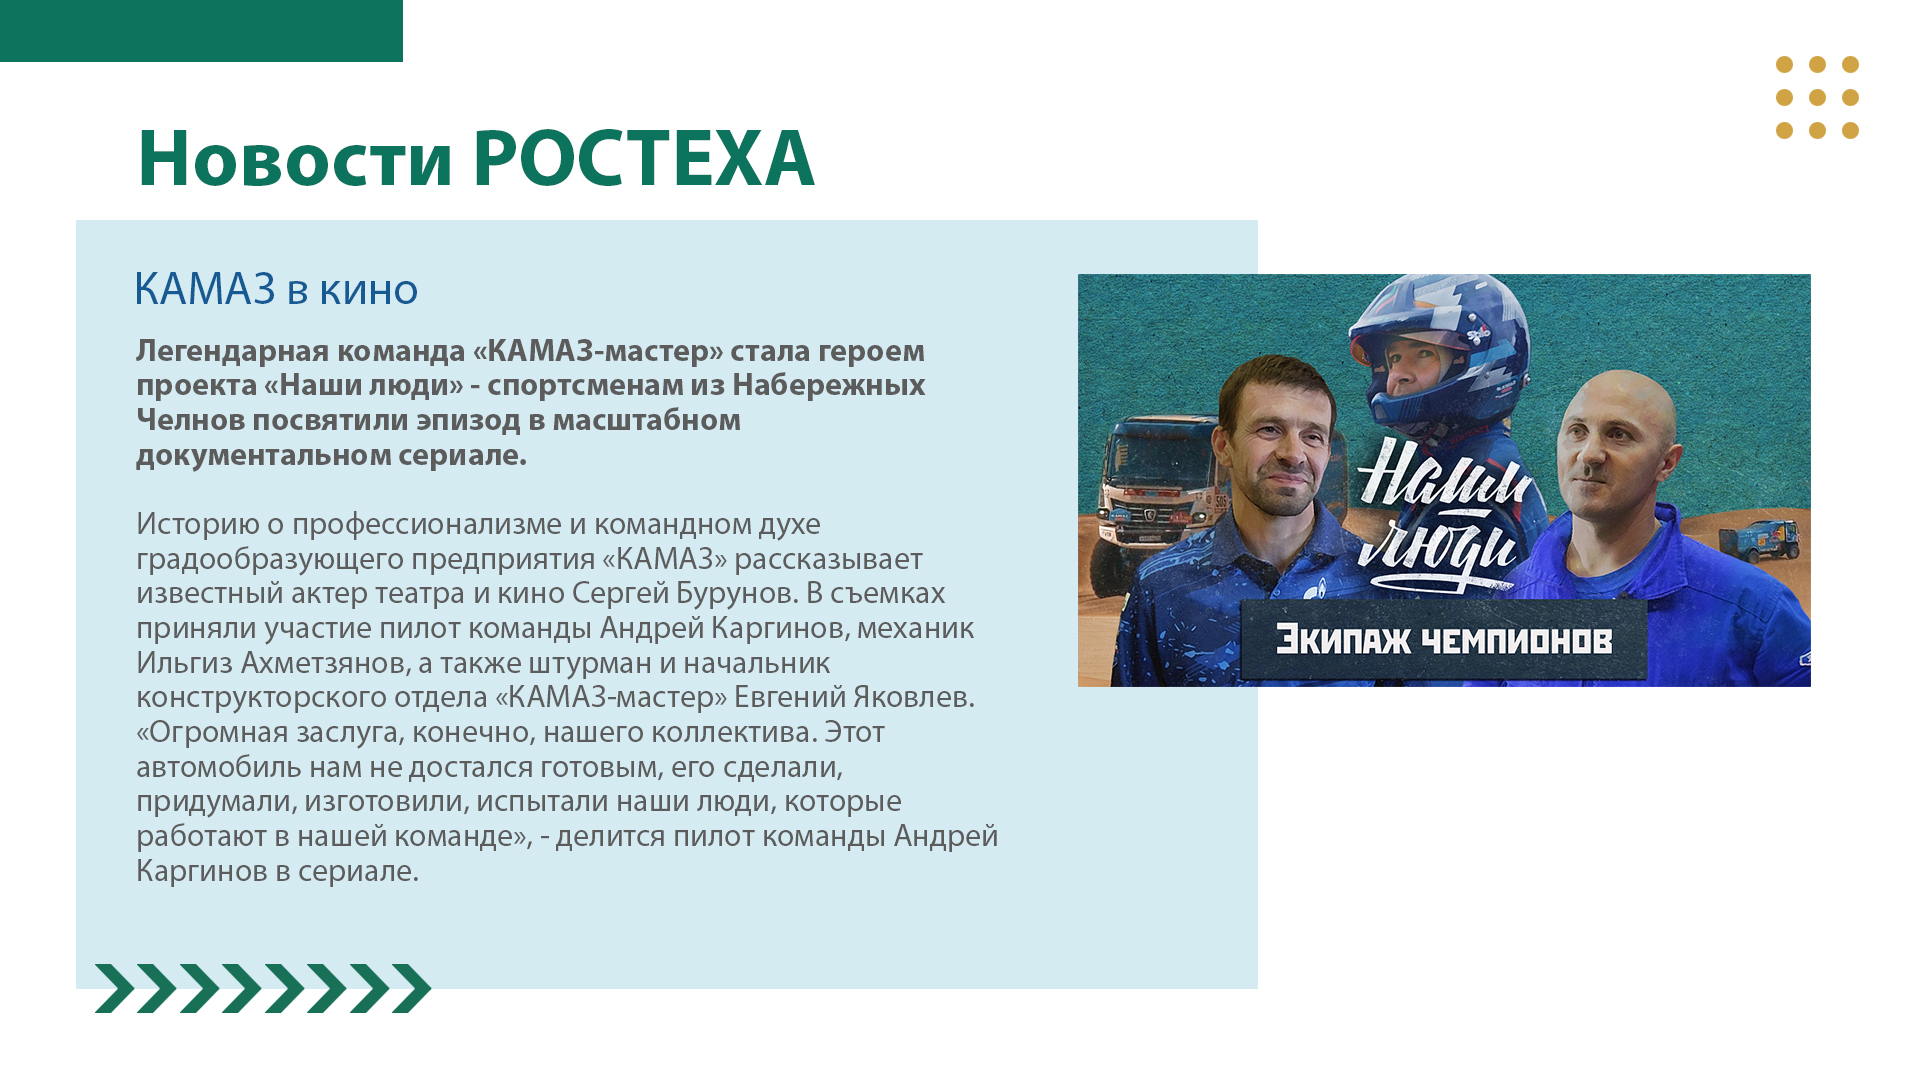 Новости РОСТЕХА
КАМАЗ в кино
Легендарная команда «КАМАЗ-мастер» стала героем
проекта «Наши люди» - спортсменам из Набережных
Челнов посвятили эпизод в масштабном
документальном сериале.
Историю о профессионализме и командном духе
градообразующего предприятия «КАМАЗ» рассказывает
известный актер театра и кино Сергей Бурунов. В съемках
приняли участие пилот команды Андрей Каргинов, механик
Ильгиз Ахметзянов, а также штурман и начальник
конструкторского отдела «КАМАЗ-мастер» Евгений Яковлев.
«Огромная заслуга, конечно, нашего коллектива. Этот
автомобиль нам не достался готовым, его сделали,
придумали, изготовили, испытали наши люди, которые
работают в нашей команде», - делится пилот команды Андрей
Каргинов в сериале.
Наши
люди
Экипаж чемпионов